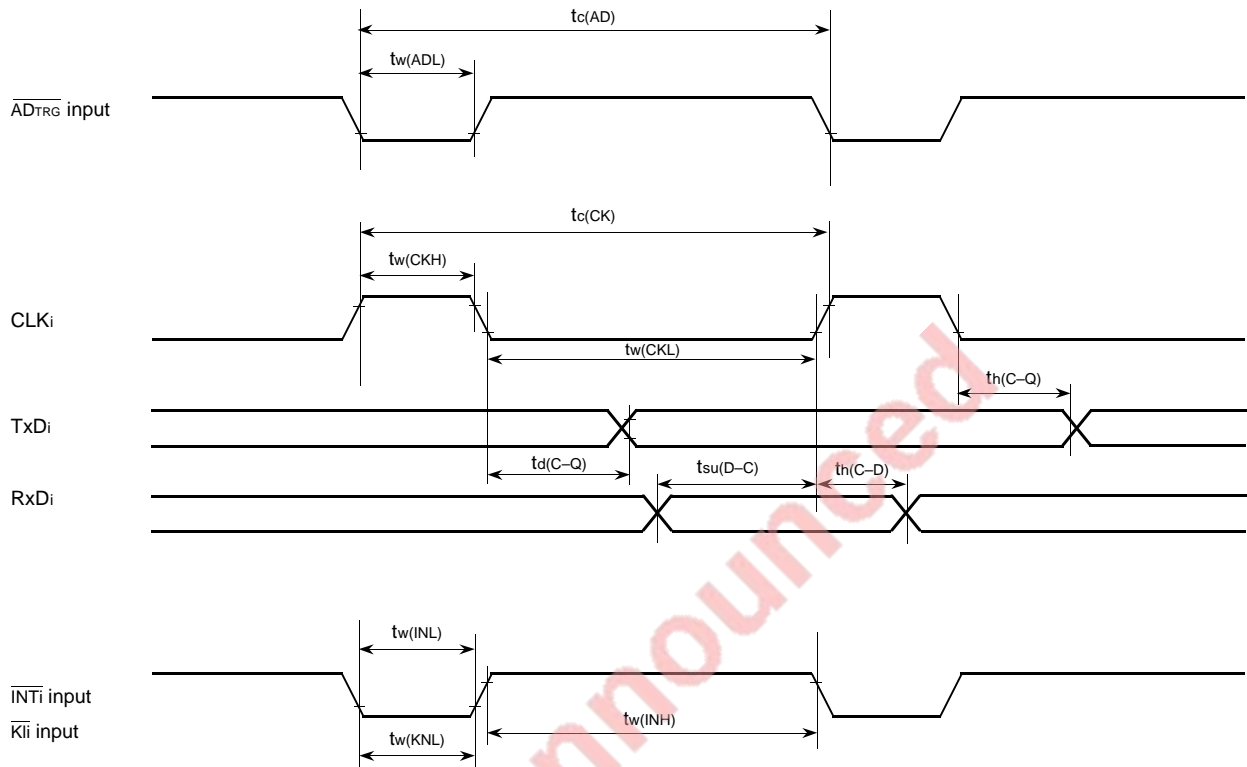 tc(AD)
tw(ADL)
ADTRG input
tc(CK)
tw(CKH)
CLKi
tw(CKL)
th(C–Q)
TxDi
td(C–Q)
tsu(D–C)
th(C–D)
RxDi
tw(INL)
INTi input
tw(INH)
KIi input
tw(KNL)
nnounced